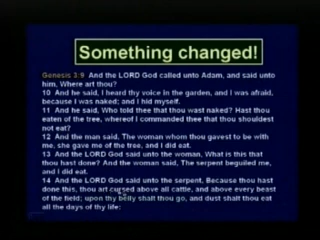 Something changed!
Genesis 3:9 And the LORD God called unto Adam, and said unto
him, Where art thou?
10 And he said, I heard thy voice in the garden, and I was afraid,
because I was naked; and I hid myself.
11 And he said, Who told thee that thou wast naked? Hast thou
eaten of the tree, whereof I commanded thee that thou shouldest
not eat?
12 And the man said, The woman whom thou gavest to be with
me, she gave me of the tree, and I did eat.
13 And the LORD God said unto the woman, What is this that
thou hast done? And the woman said, The serpent beguiled me,
and I did eat.
14 And the LORD God said unto the serpent, Because thou hast
done this, thou art cursed above all cattle, and above every beast
of the field; upon thy belly shalt thou go, and dust shalt thou eat
all the days of thy life: